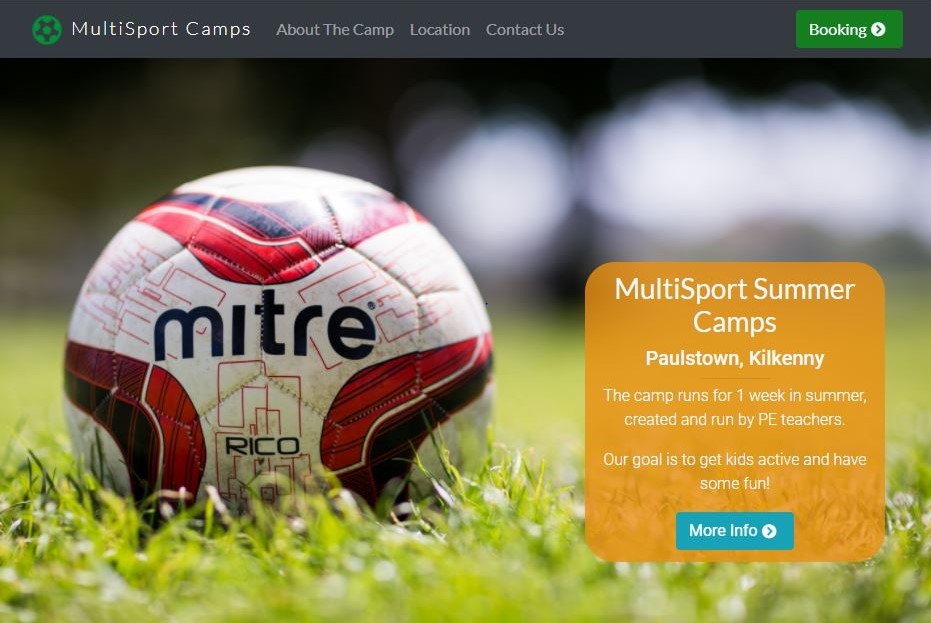 MultiSport Camps About The Camp Location Contact Us Booking
mitre®
RICO
MultiSport Summer
Camps
Paulstown, Kilkenny
The camp runs for 1 week in summer,
created and run by PE teachers.
Our goal is to get kids active and have
some fun!
More Info